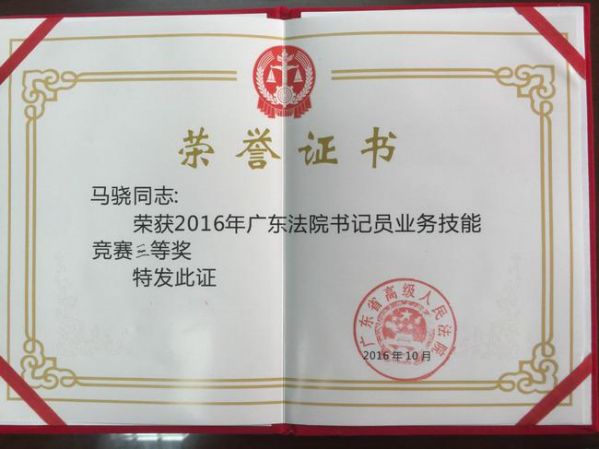 荣誉证书
马骁同志:
荣获2016年广东法院书记员业务技能
竞赛三等奖
特发此证
广东省高级人民法院
2016年10月